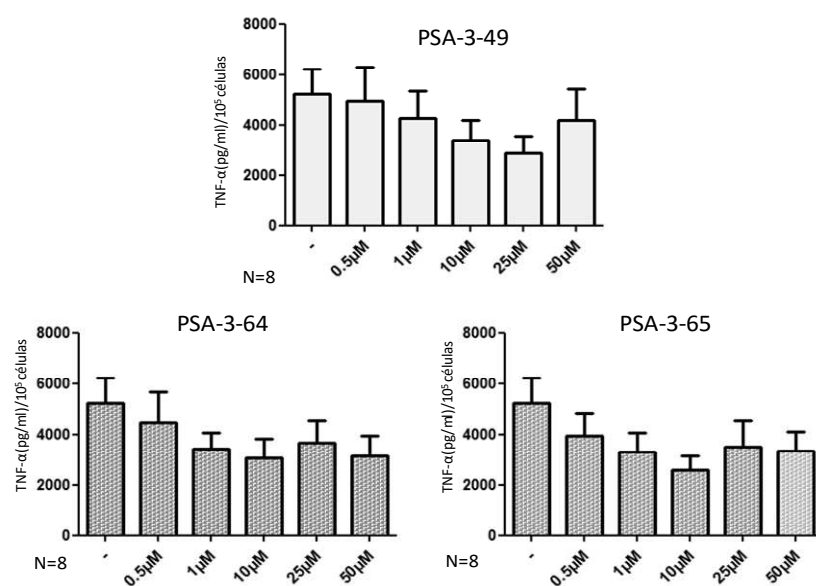 PSA-3-49
TNF-α(pg/ml)/10⁵ células
8000
6000
4000
2000
0
-
0.5µM
1µM
10µM
25µM
50µM
N=8
PSA-3-64
TNF-α(pg/ml)/10⁵ células
8000
6000
4000
2000
0
-
0.5µM
1µM
10µM
25µM
50µM
N=8
PSA-3-65
TNF-α(pg/ml)/10⁵ células
8000
6000
4000
2000
0
-
0.5µM
1µM
10µM
25µM
50µM
N=8